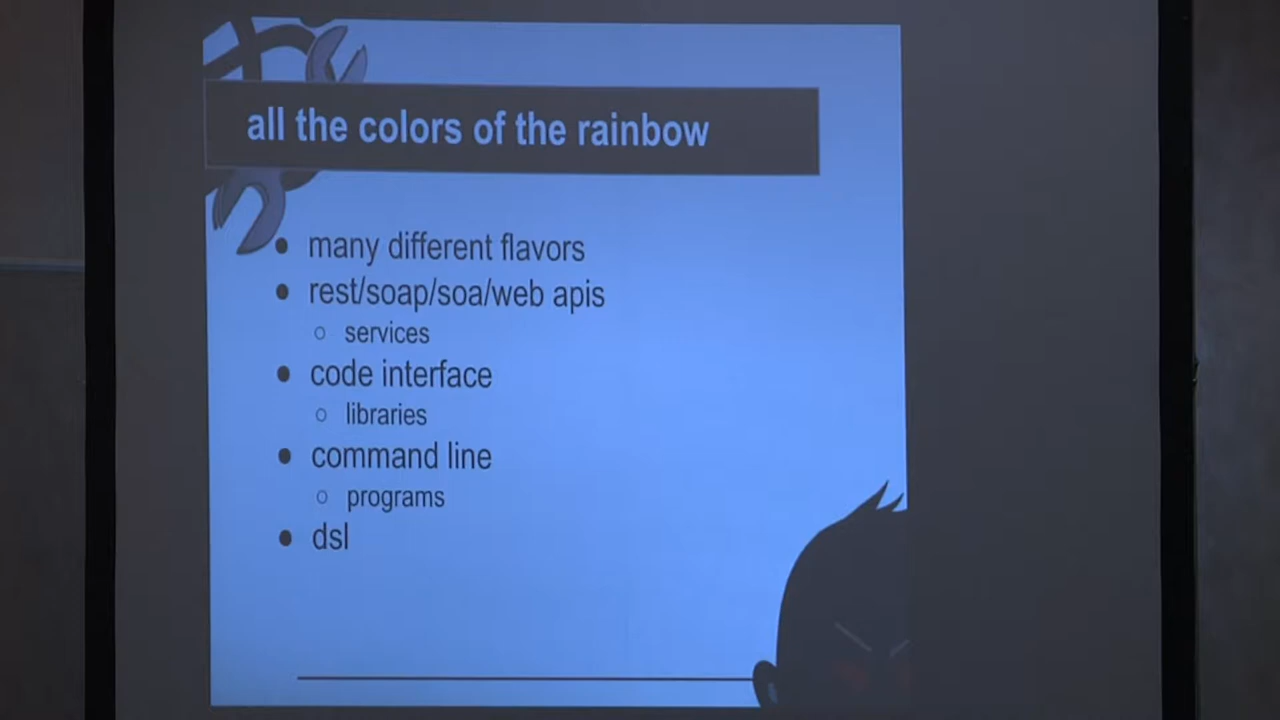 all the colors of the rainbow
many different flavors
rest/soap/soa/web apis
services
code interface
libraries
command line
programs
dsl